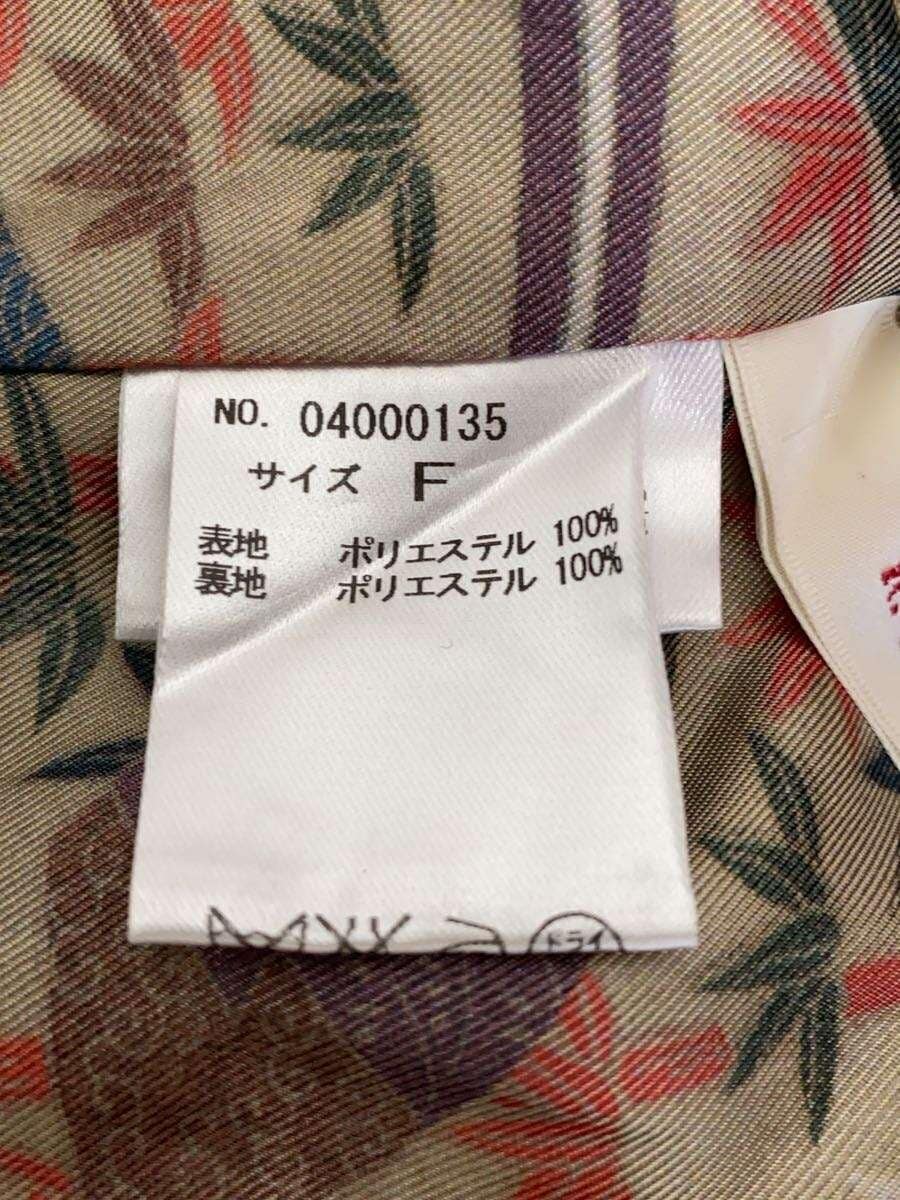 NO. 04000135
サイズ F
表地 ポリエステル 100%
裏地 ポリエステル 100%
ドライ